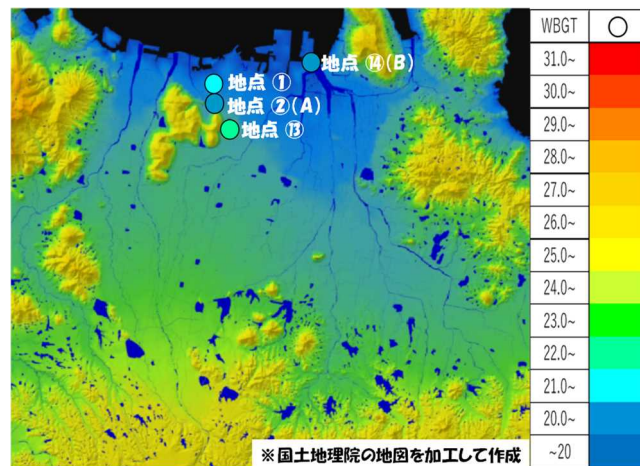 地点 ①
地点 ②(A)
地点 ⑬
地点 ⑭(B)
※国土地理院の地図を加工して作成
WBGT ○
31.0~
30.0~
29.0~
28.0~
27.0~
26.0~
25.0~
24.0~
23.0~
22.0~
21.0~
20.0~
~20